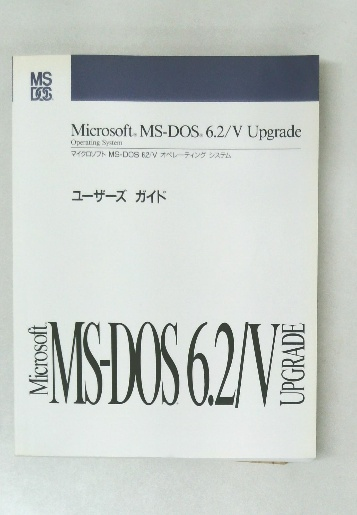 MS
DOS
Microsoft® MS-DOS® 6.2/V Upgrade
Operating System
マイクロソフト MS-DOS 6.2/V オペレーティング システム
ユーザーズ ガイド
Microsoft
MS-DOS 6.2/V
UPGRADE